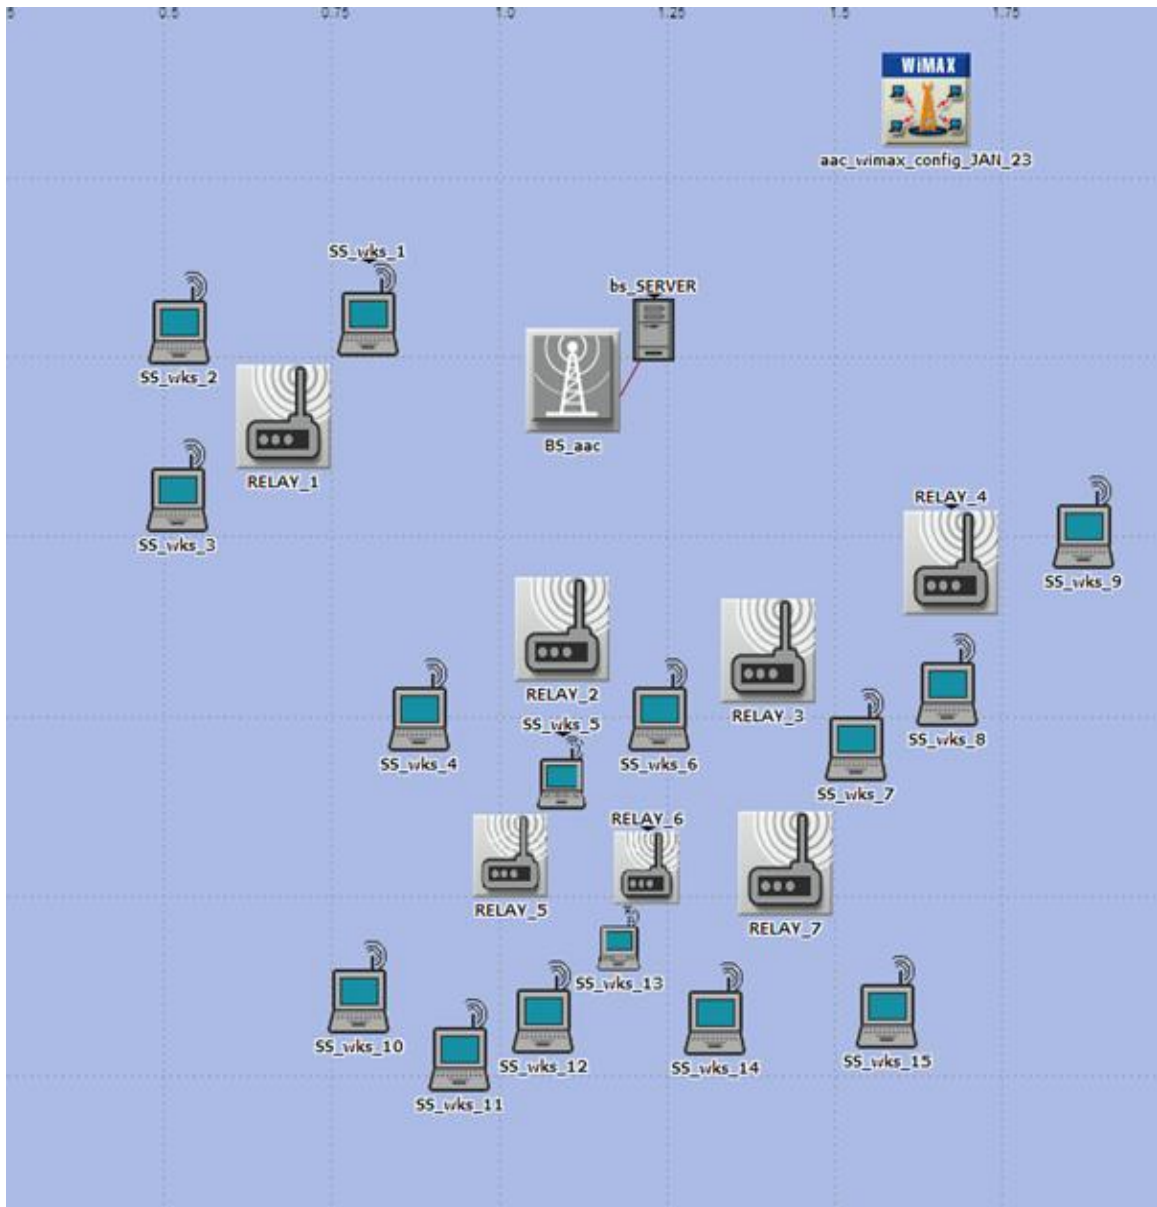 0.5 0.75 1.0 1.25 1.5 1.75
WiMAX
aac_wimax_config_JAN_23
SS_wks_1
bs_SERVER
SS_wks_2
BS_aac
RELAY_1
RELAY_4
SS_wks_3
SS_wks_9
RELAY_2
RELAY_3
SS_wks_5
SS_wks_8
SS_wks_4
SS_wks_6
SS_wks_7
RELAY_6
RELAY_5
RELAY_7
SS_wks_13
SS_wks_10
SS_wks_12
SS_wks_14
SS_wks_15
SS_wks_11